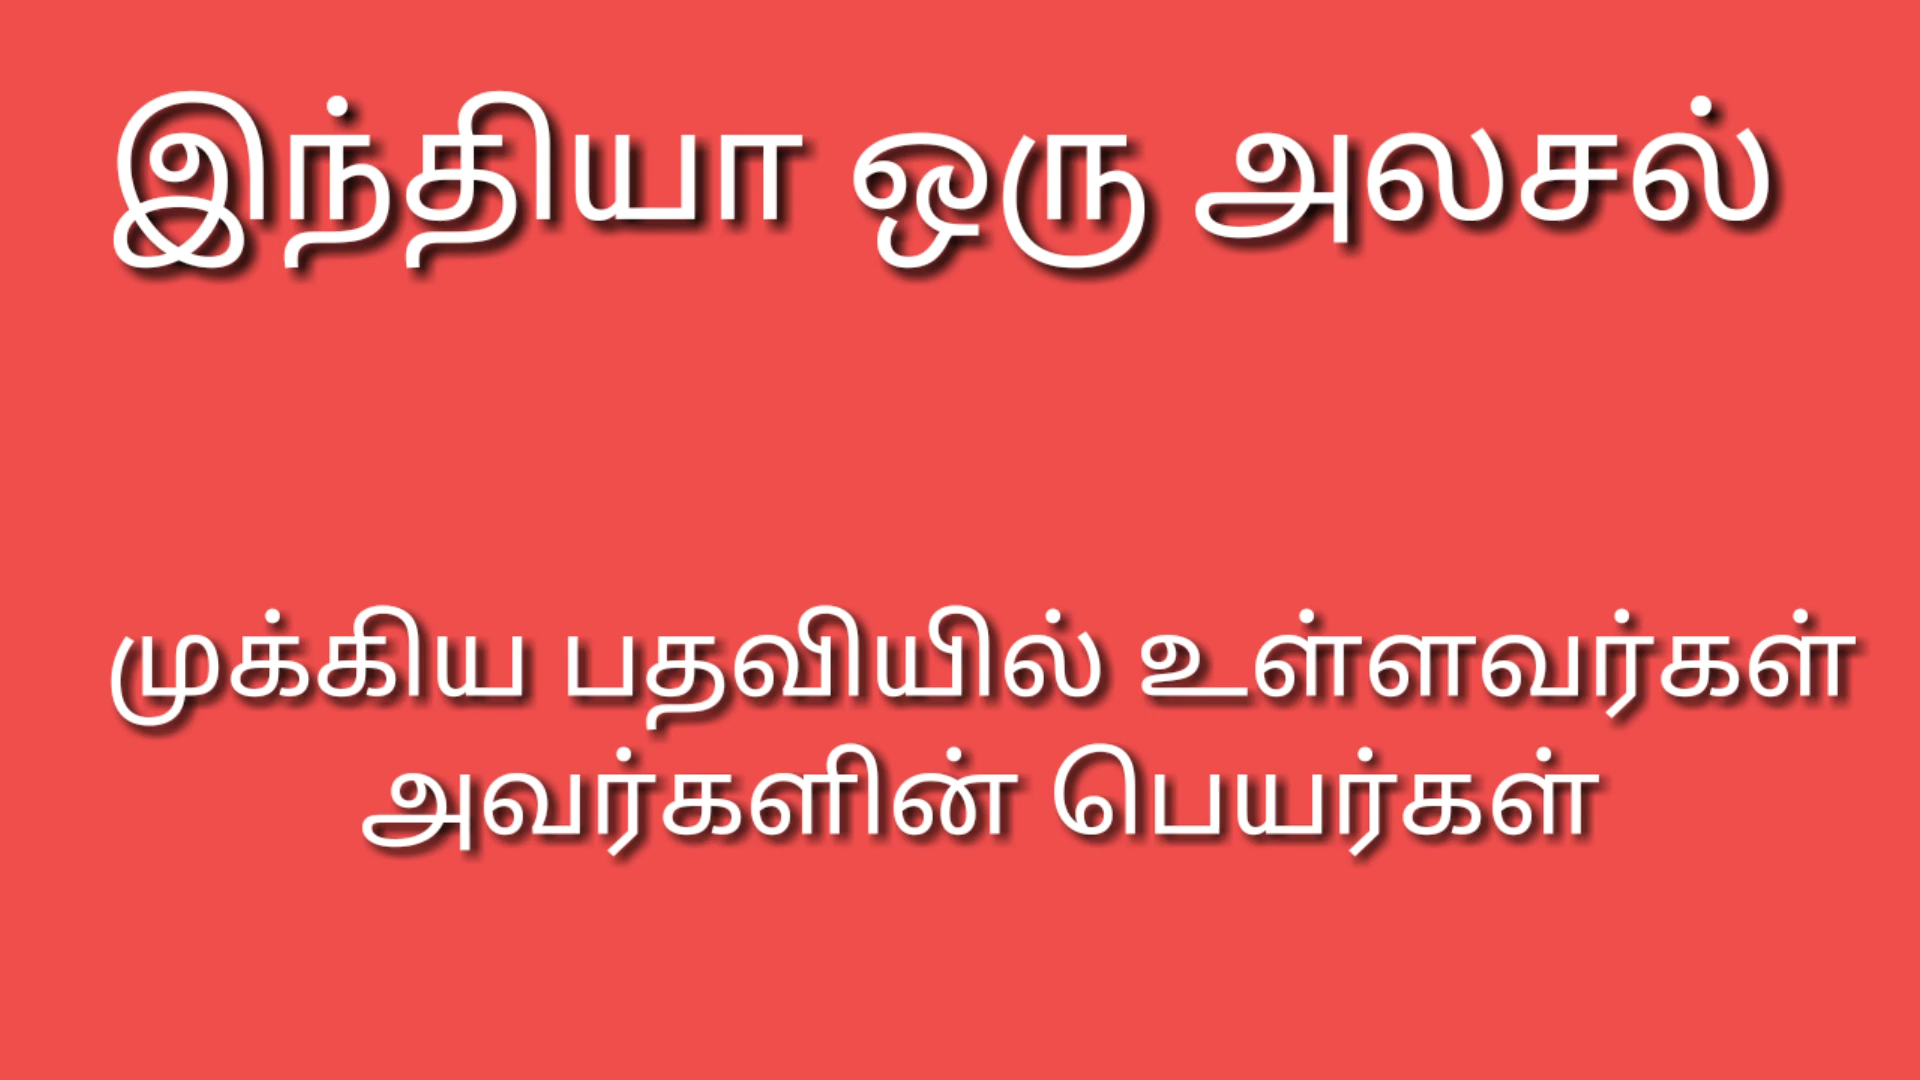 இந்தியா ஒரு அலசல்
முக்கிய பதவியில் உள்ளவர்கள்
அவர்களின் பெயர்கள்